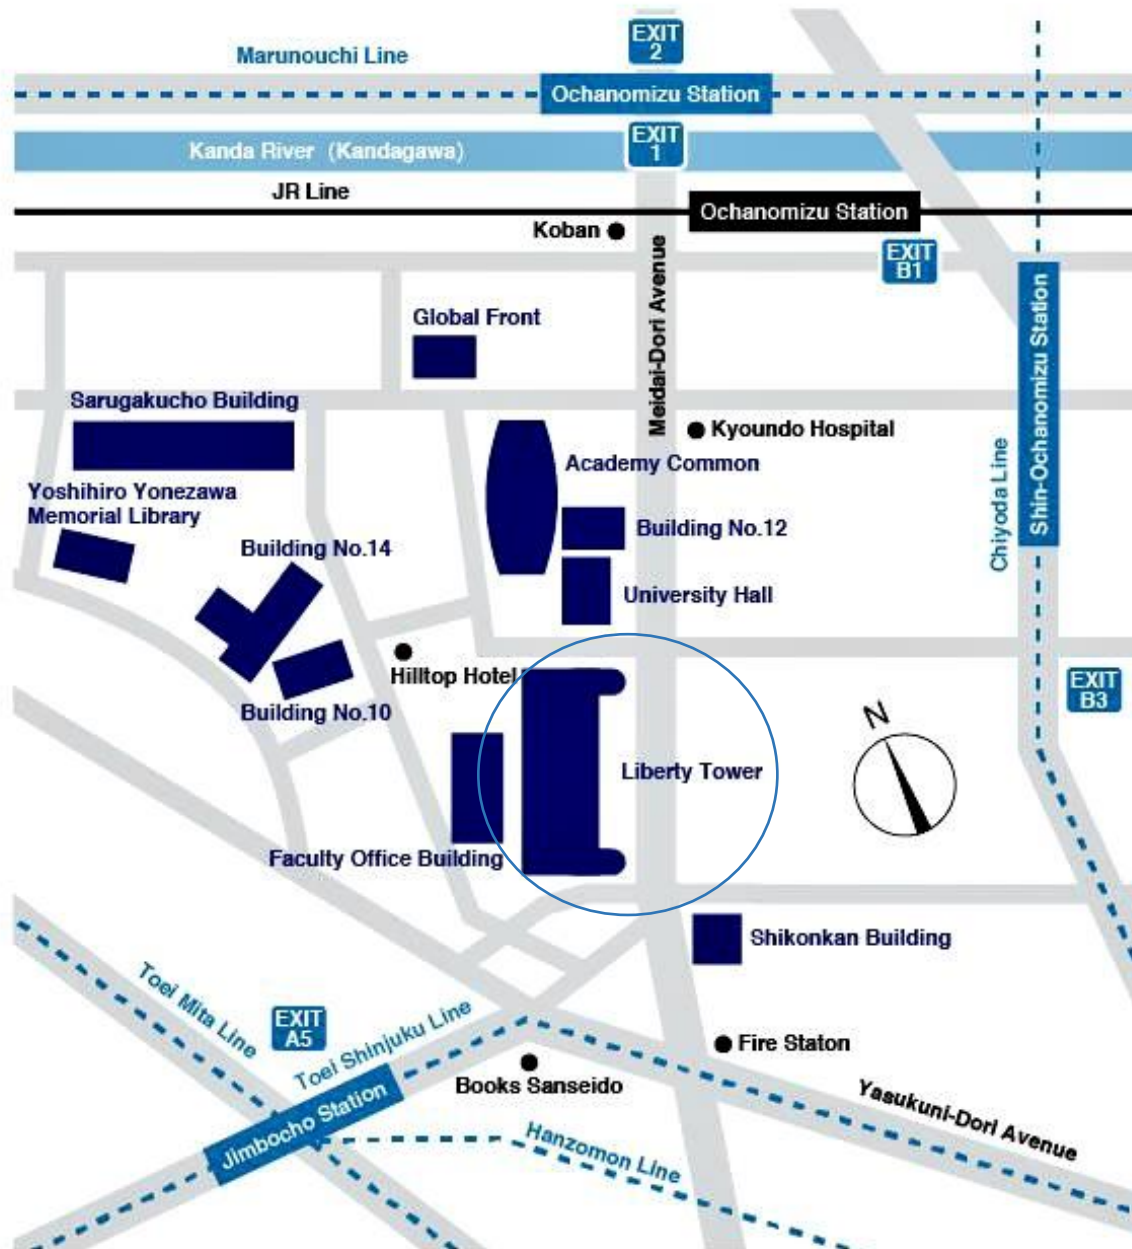 EXIT
2
Marunouchi Line
Ochanomizu Station
EXIT
1
Kanda River (Kandagawa)
JR Line
Ochanomizu Station
Koban
EXIT
B1
Meidai-Dori Avenue
Shin-Ochanomizu Station
Global Front
Sarugakucho Building
Kyoundo Hospital
Academy Common
Chiyoda Line
Yoshihiro Yonezawa
Memorial Library
Building No.12
Building No.14
University Hall
Hilltop Hotel
EXIT
B3
Building No.10
N
Liberty Tower
Faculty Office Building
Shikonkan Building
Toei Mita Line
EXIT
A5
Toei Shinjuku Line
Fire Staton
Books Sanseido
Yasukuni-Dori Avenue
Jimbocho Station
Hanzomon Line